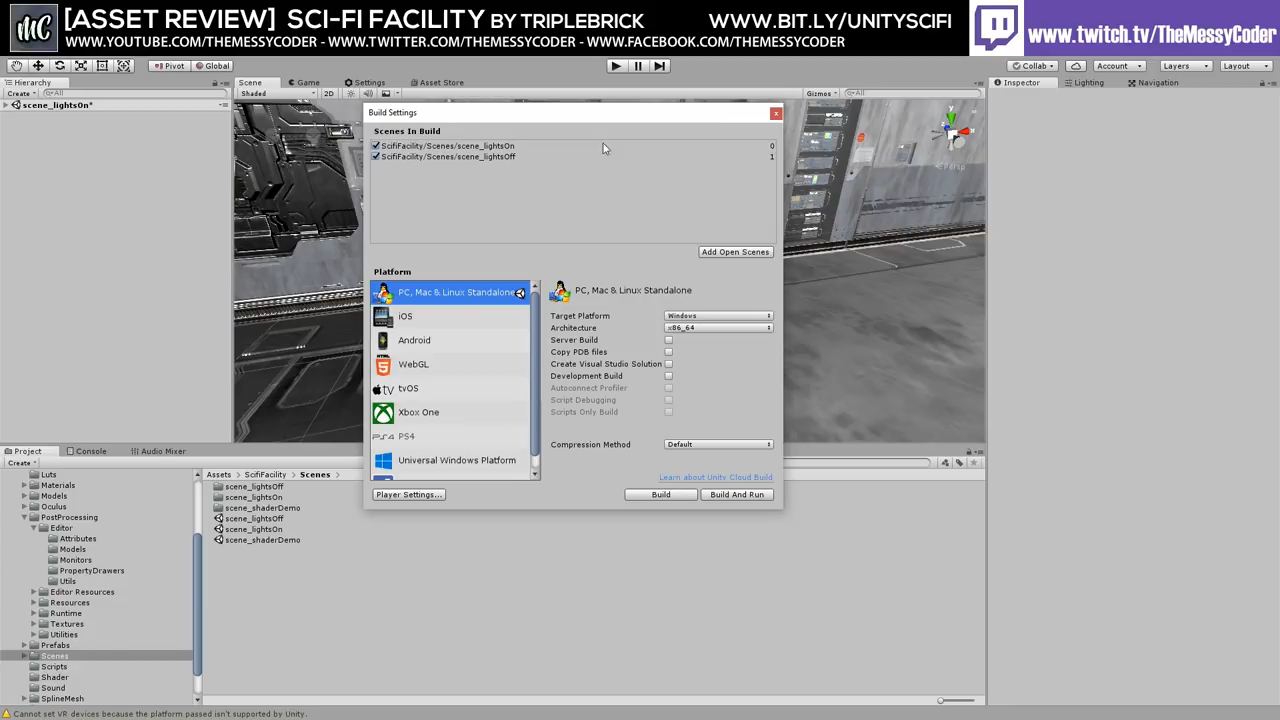 [ASSET REVIEW] SCI-FI FACILITY BY TRIPLEBRICK WWW.BIT.LY/UNITYSCIFI
WWW.YOUTUBE.COM/THEMESSYCODER - WWW.TWITTER.COM/THEMESSYCODER - WWW.FACEBOOK.COM/THEMESSYCODER
www.twitch.tv/TheMessyCoder
MC
Pivot Global Collab Account Layers Layout
Hierarchy
Create All
scene_lightsOn*
Scene Game Settings Asset Store
Shaded 2D Gizmos All
Inspector Lighting Navigation
Persp
Build Settings
Scenes In Build
ScifiFacility/Scenes/scene_lightsOn 0
ScifiFacility/Scenes/scene_lightsOff 1
Add Open Scenes
Platform
PC, Mac & Linux Standalone
iOS
Android
WebGL
tv tvOS
Xbox One
PS4
Universal Windows Platform
PC, Mac & Linux Standalone
Target Platform Windows
Architecture x86_64
Server Build
Copy PDB files
Create Visual Studio Solution
Development Build
Autoconnect Profiler
Script Debugging
Scripts Only Build
Compression Method Default
Learn about Unity Cloud Build
Player Settings... Build Build And Run
Project Console Audio Mixer
Create
Luts
Materials
Models
Oculus
PostProcessing
Editor
Attributes
Models
Monitors
PropertyDrawers
Utils
Editor Resources
Resources
Runtime
Textures
Utilities
Prefabs
Scenes
Scripts
Shader
Sound
SplineMesh
Assets SciFiFacility Scenes
scene_lightsOff
scene_lightsOn
scene_shaderDemo
scene_lightsOff
scene_lightsOn
scene_shaderDemo
Cannot set VR devices because the platform passed isn't supported by Unity.